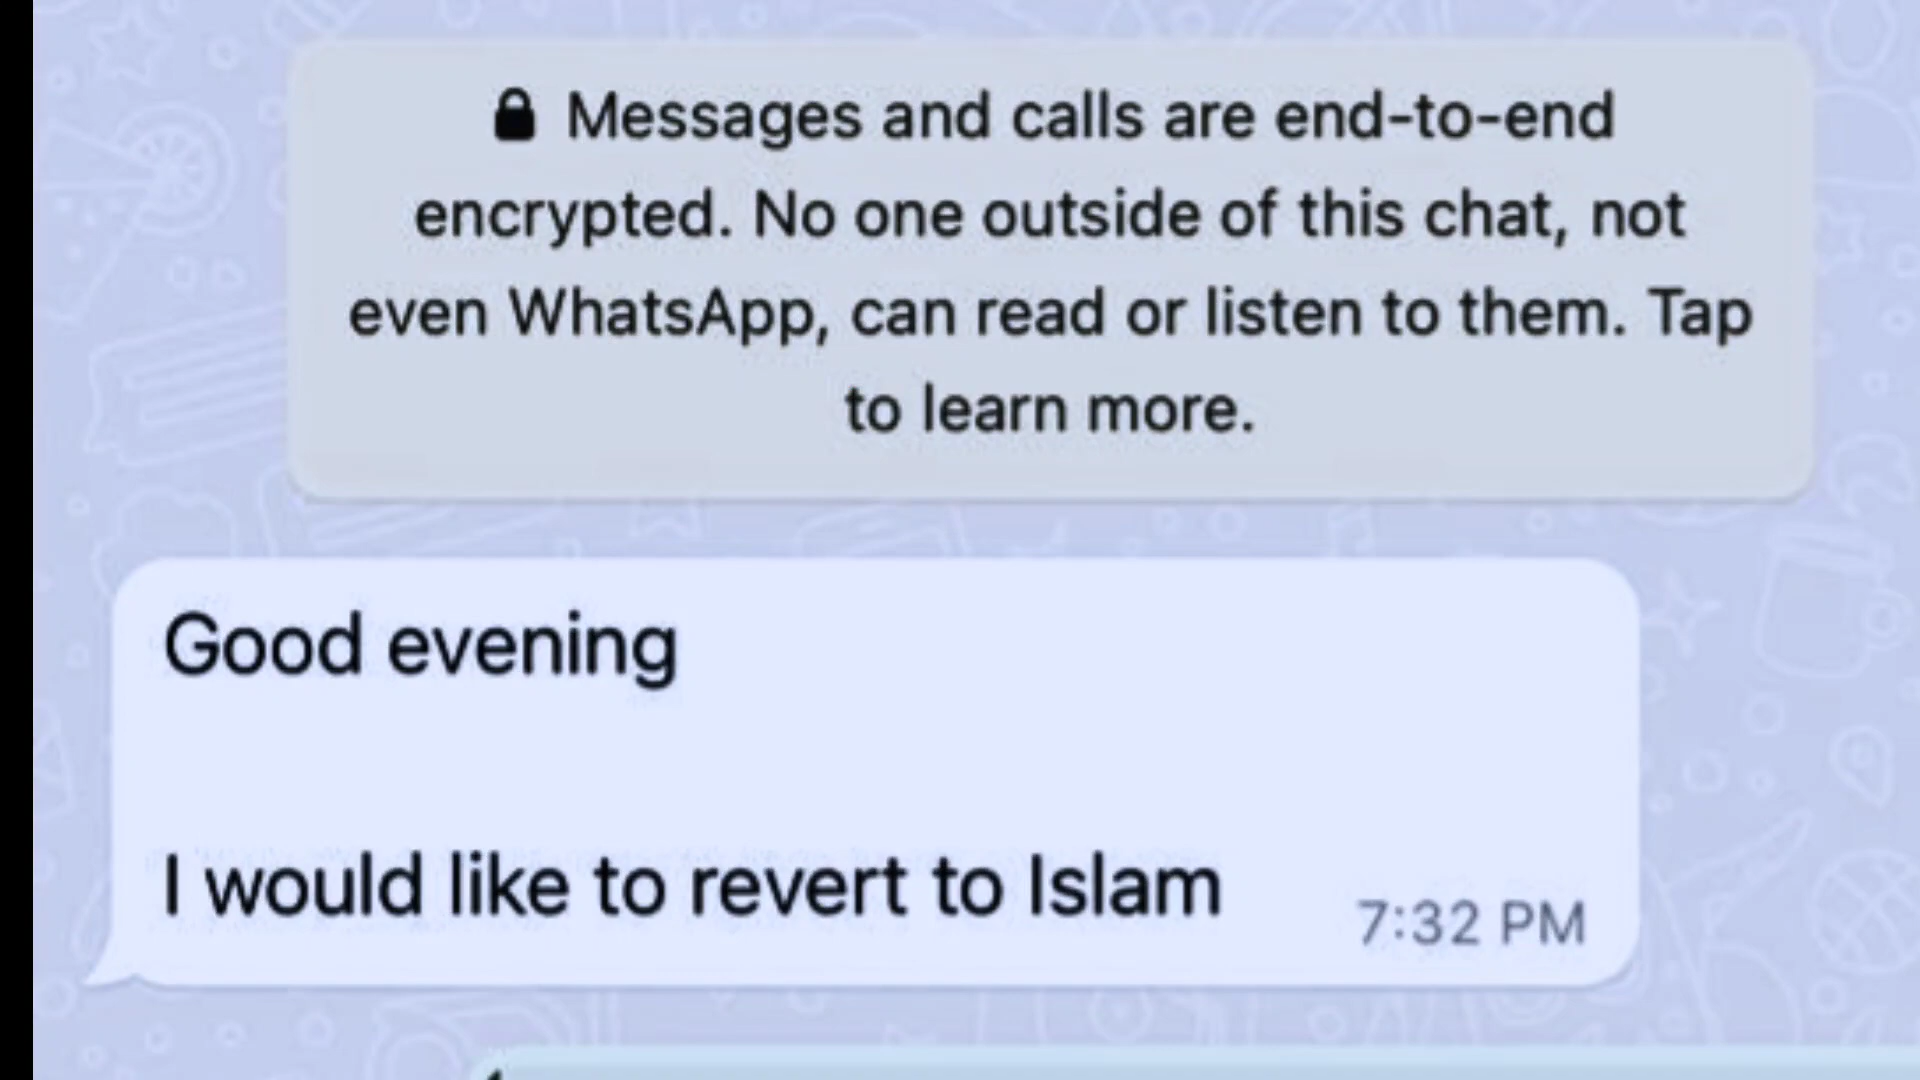 Messages and calls are end-to-end
encrypted. No one outside of this chat, not
even WhatsApp, can read or listen to them. Tap
to learn more.
Good evening
I would like to revert to Islam
7:32 PM